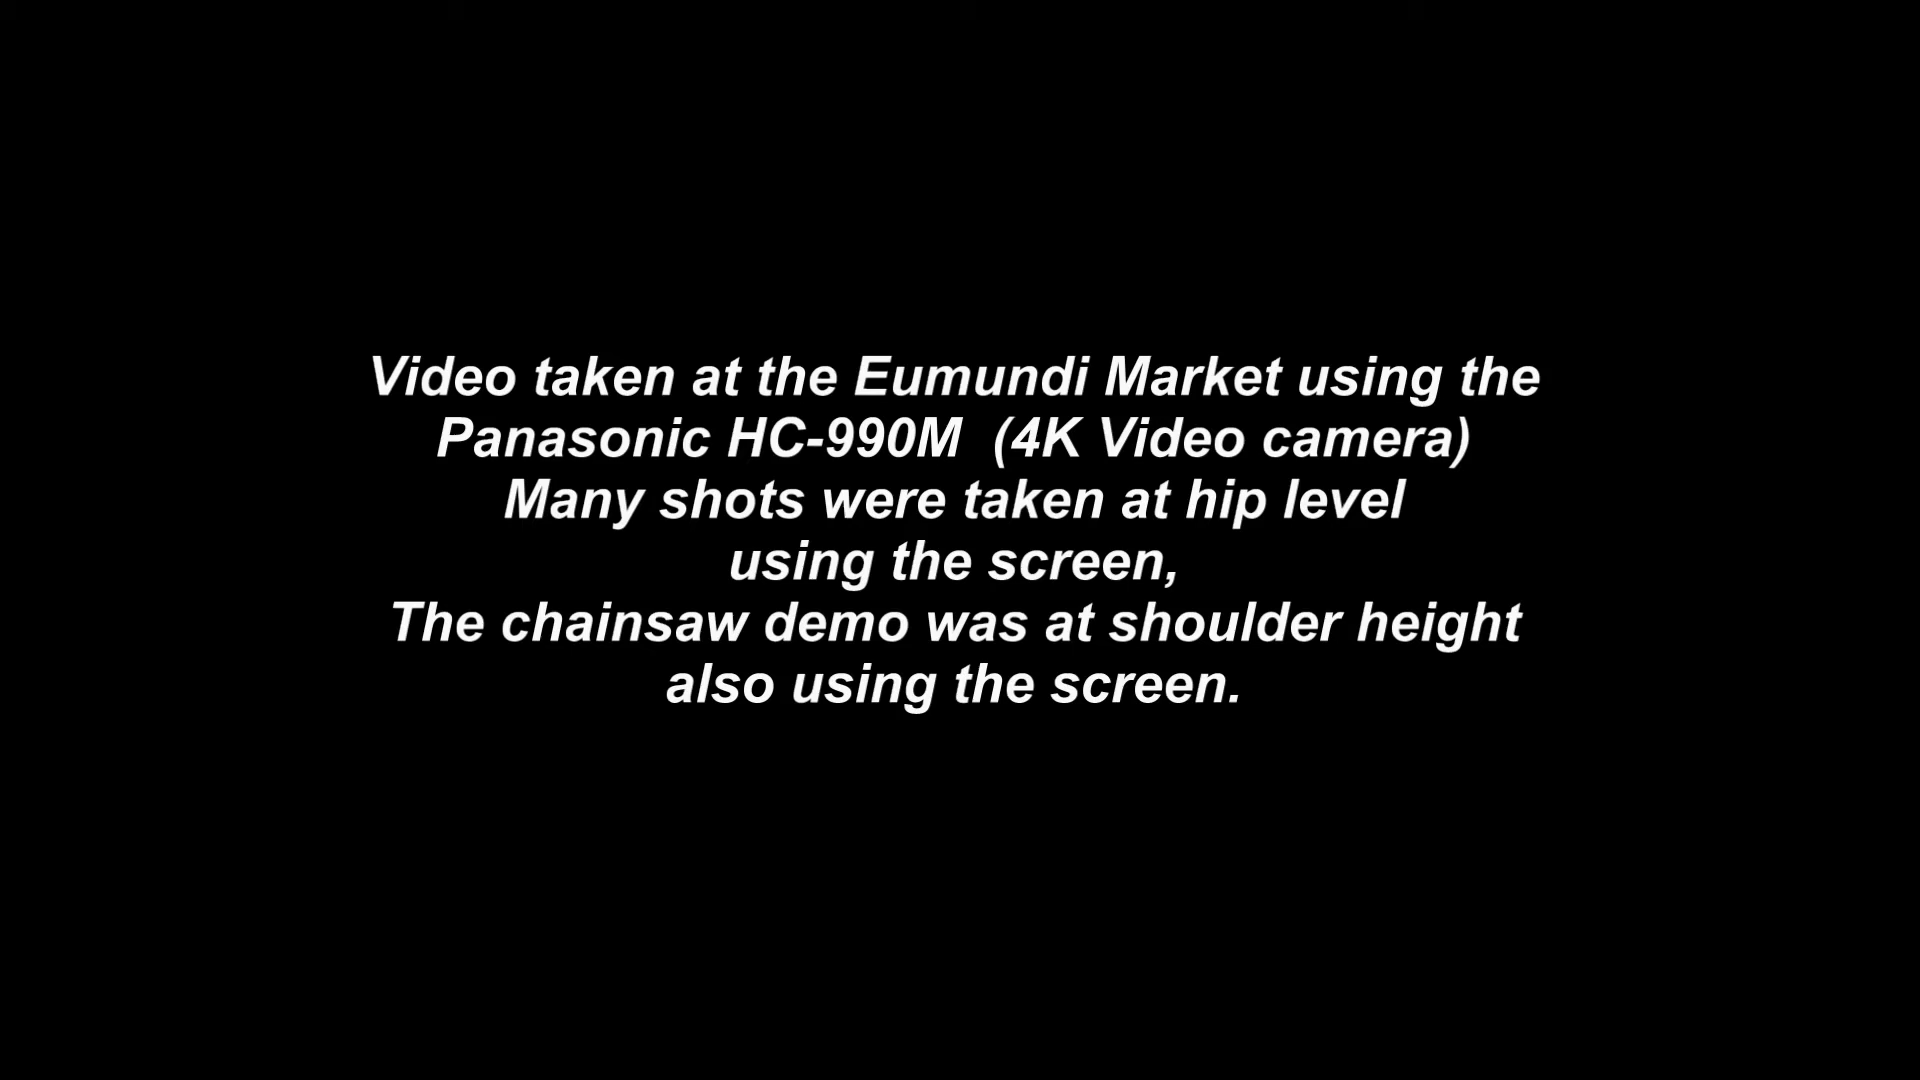 Video taken at the Eumundi Market using the
Panasonic HC-990M  (4K Video camera)
Many shots were taken at hip level
using the screen,
The chainsaw demo was at shoulder height
also using the screen.